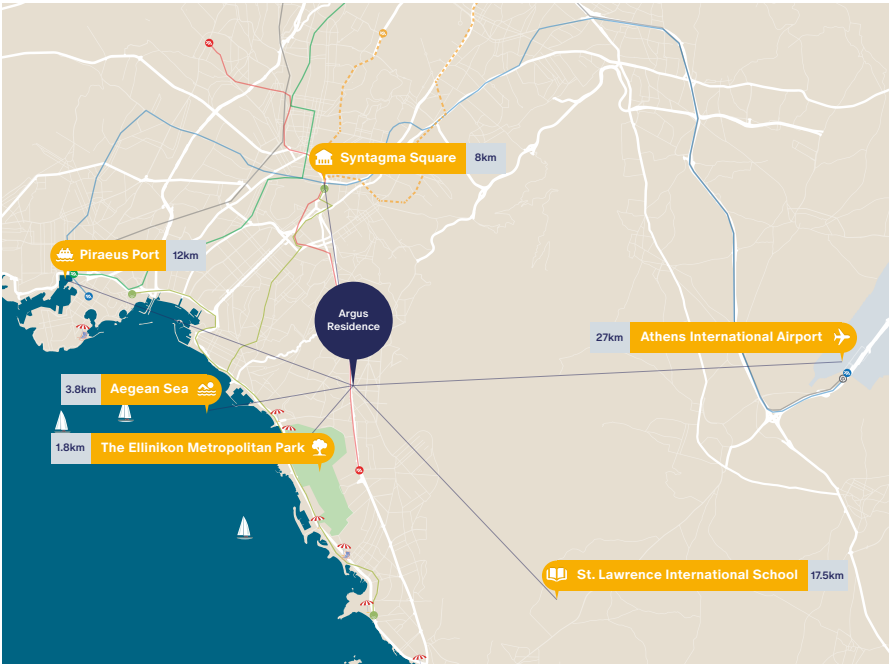 Syntagma Square
8km
Piraeus Port
12km
Argus
Residence
27km
Athens International Airport
3.8km
Aegean Sea
1.8km
The Ellinikon Metropolitan Park
St. Lawrence International School
17.5km